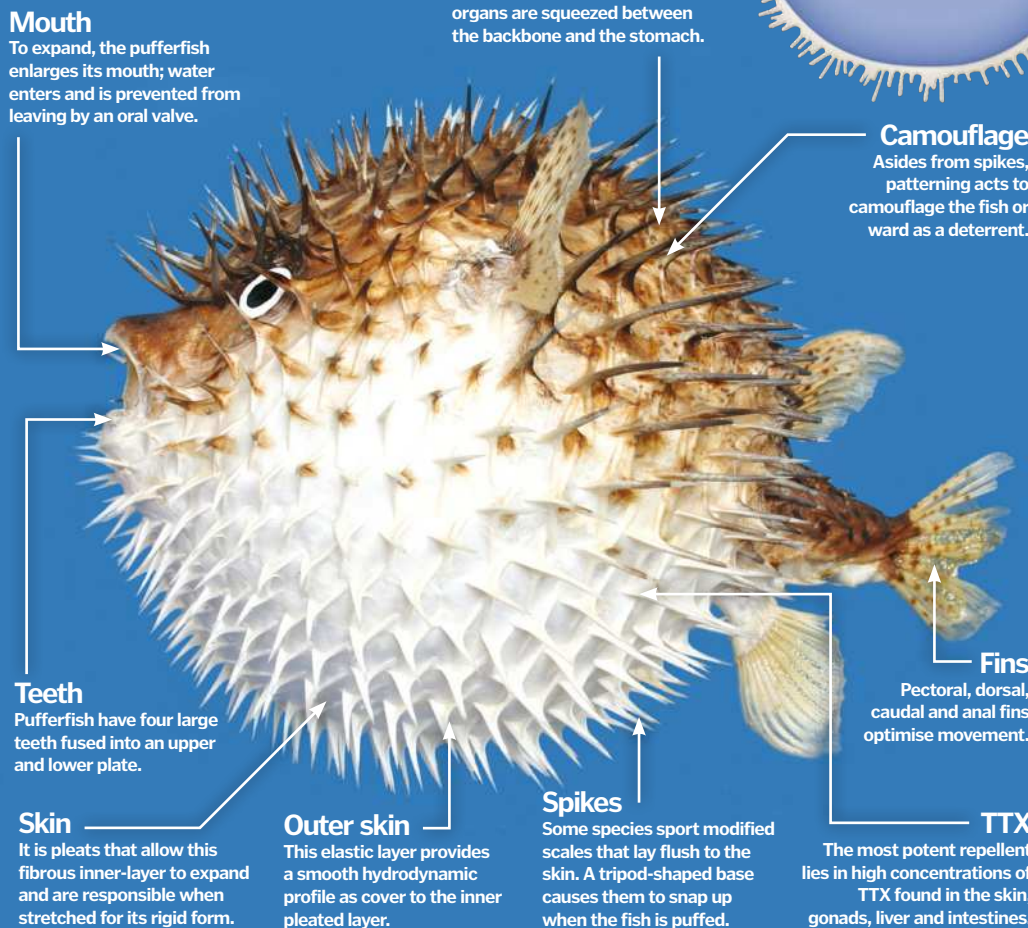 organs are squeezed between
the backbone and the stomach.
Mouth
To expand, the pufferfish
enlarges its mouth; water
enters and is prevented from
leaving by an oral valve.
Camouflage
Asides from spikes,
patterning acts to
camouflage the fish or
ward as a deterrent.
Teeth
Pufferfish have four large
teeth fused into an upper
and lower plate.
Fins
Pectoral, dorsal,
caudal and anal fins
optimise movement.
Skin
It is pleats that allow this
fibrous inner-layer to expand
and are responsible when
stretched for its rigid form.
Outer skin
This elastic layer provides
a smooth hydrodynamic
profile as cover to the inner
pleated layer.
Spikes
Some species sport modified
scales that lay flush to the
skin. A tripod-shaped base
causes them to snap up
when the fish is puffed.
TTX
The most potent repellent
lies in high concentrations of
TTX found in the skin,
gonads, liver and intestines.